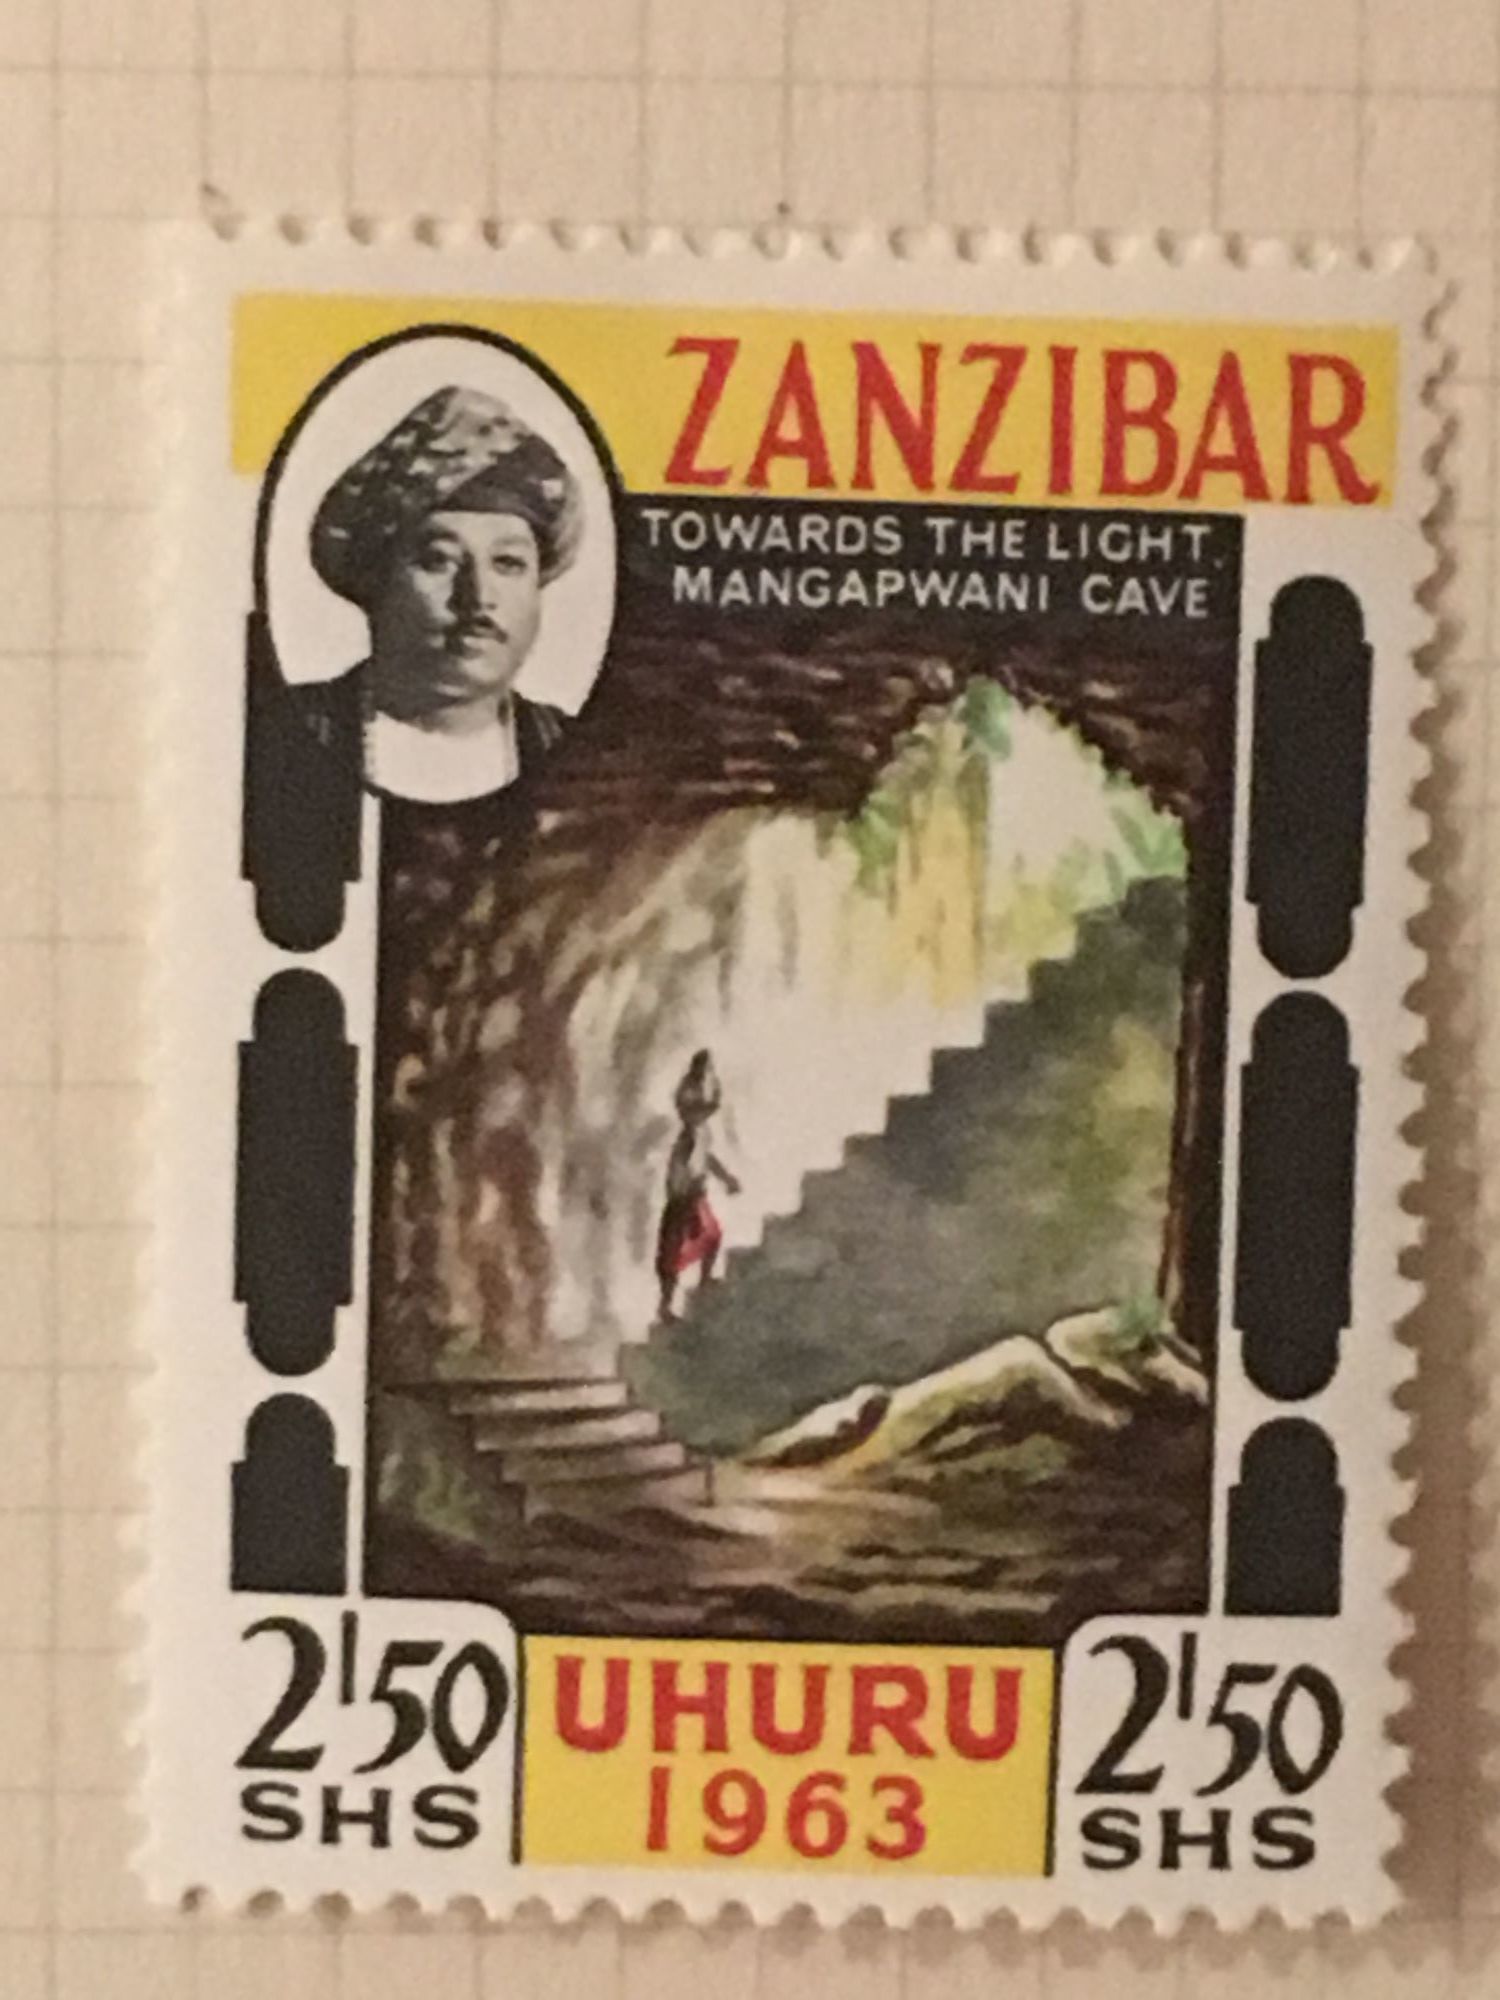 ZANZIBAR
TOWARDS THE LIGHT.
MANGAPWANI CAVE
2'50 SHS
UHURU
1963
2'50 SHS